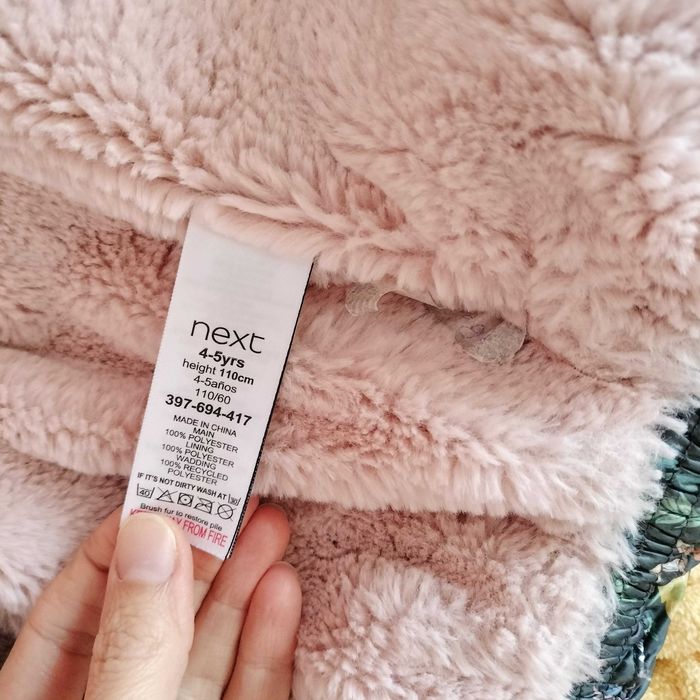 next
4-5yrs
height 110cm
4-5años
110/60
397-694-417
MADE IN CHINA
MAIN
100% POLYESTER
LINING
100% POLYESTER
WADDING
100% RECYCLED
POLYESTER
IF IT'S NOT DIRTY WASH AT 30
40
Brush fur to restore pile
AWAY FROM FIRE